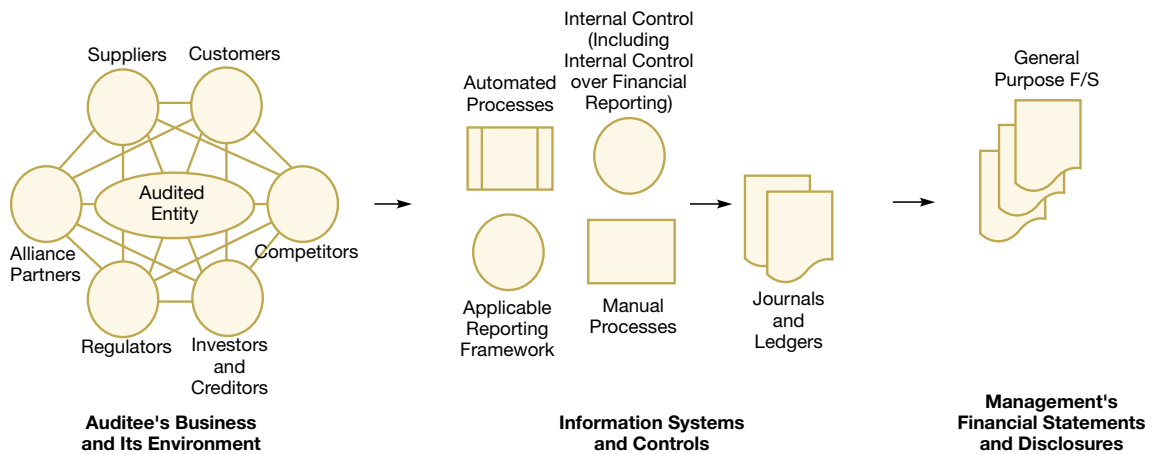 Suppliers
Customers
Audited
Entity
Alliance
Partners
Competitors
Regulators
Investors
and
Creditors
Auditee's Business
and Its Environment
Automated
Processes
Internal Control
(Including
Internal Control
over Financial
Reporting)
Applicable
Reporting
Framework
Manual
Processes
Journals
and
Ledgers
Information Systems
and Controls
General
Purpose F/S
Management's
Financial Statements
and Disclosures